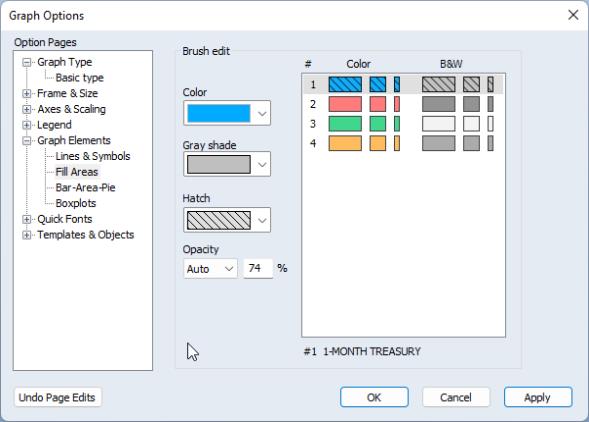 Graph Options
Option Pages
Graph Type
Basic type
Frame & Size
Axes & Scaling
Legend
Graph Elements
Lines & Symbols
Fill Areas
Bar-Area-Pie
Boxplots
Quick Fonts
Templates & Objects
Brush edit
Color
Gray shade
Hatch
Opacity
Auto 74 %
# Color B&W
1
2
3
4
#1 1-MONTH TREASURY
Undo Page Edits OK Cancel Apply